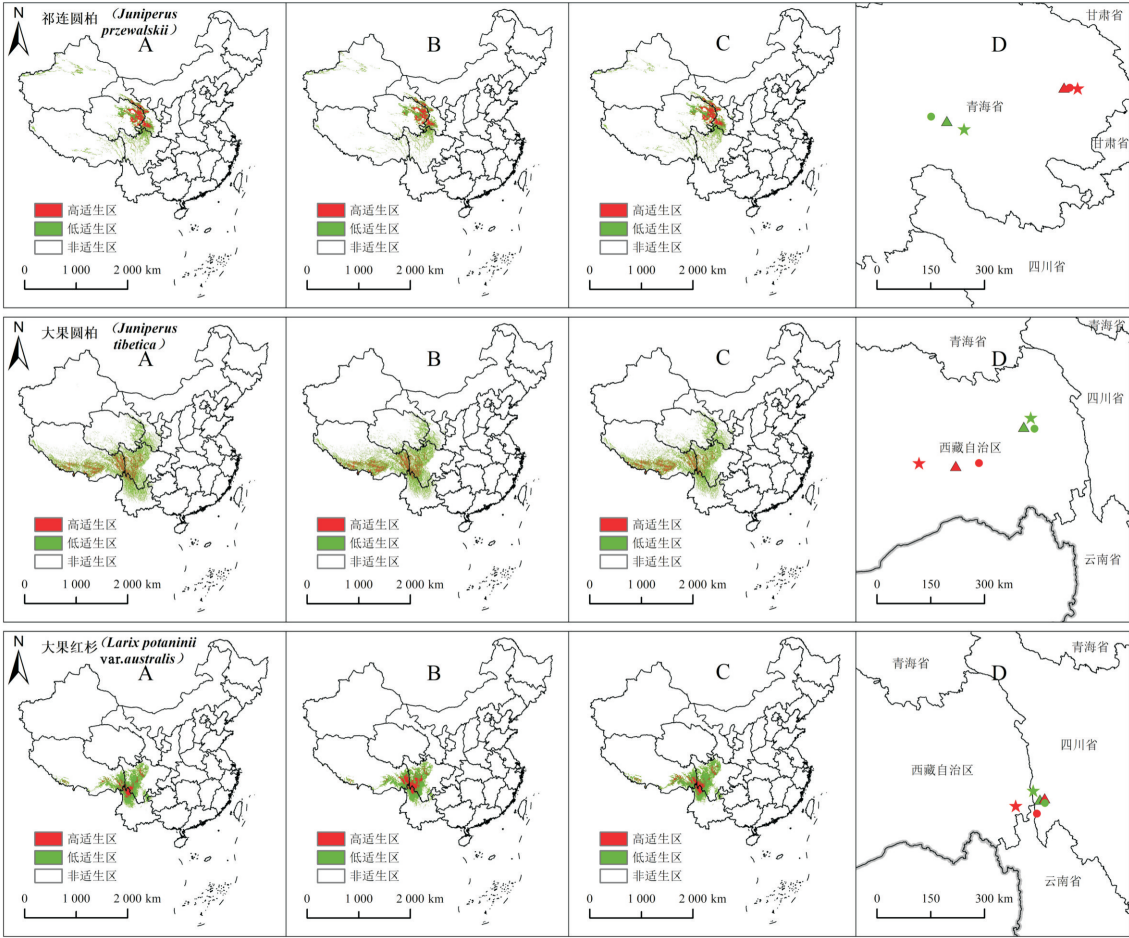 N
祁连圆柏 (Juniperus
przewalskii)
A
B
C
D
高适生区
低适生区
非适生区
0 1 000 2 000 km
高适生区
低适生区
非适生区
0 1 000 2 000 km
高适生区
低适生区
非适生区
0 1 000 2 000 km
甘肃省
青海省
甘肃省
四川省
0 150 300 km
N
大果圆柏 (Juniperus
tibetica)
A
B
C
D
高适生区
低适生区
非适生区
0 1 000 2 000 km
高适生区
低适生区
非适生区
0 1 000 2 000 km
高适生区
低适生区
非适生区
0 1 000 2 000 km
青海省
青海省
四川省
西藏自治区
云南省
0 150 300 km
N
大果红杉 (Larix potaninii
var.australis)
A
B
C
D
高适生区
低适生区
非适生区
0 1 000 2 000 km
高适生区
低适生区
非适生区
0 1 000 2 000 km
高适生区
低适生区
非适生区
0 1 000 2 000 km
青海省
青海省
四川省
西藏自治区
云南省
0 150 300 km